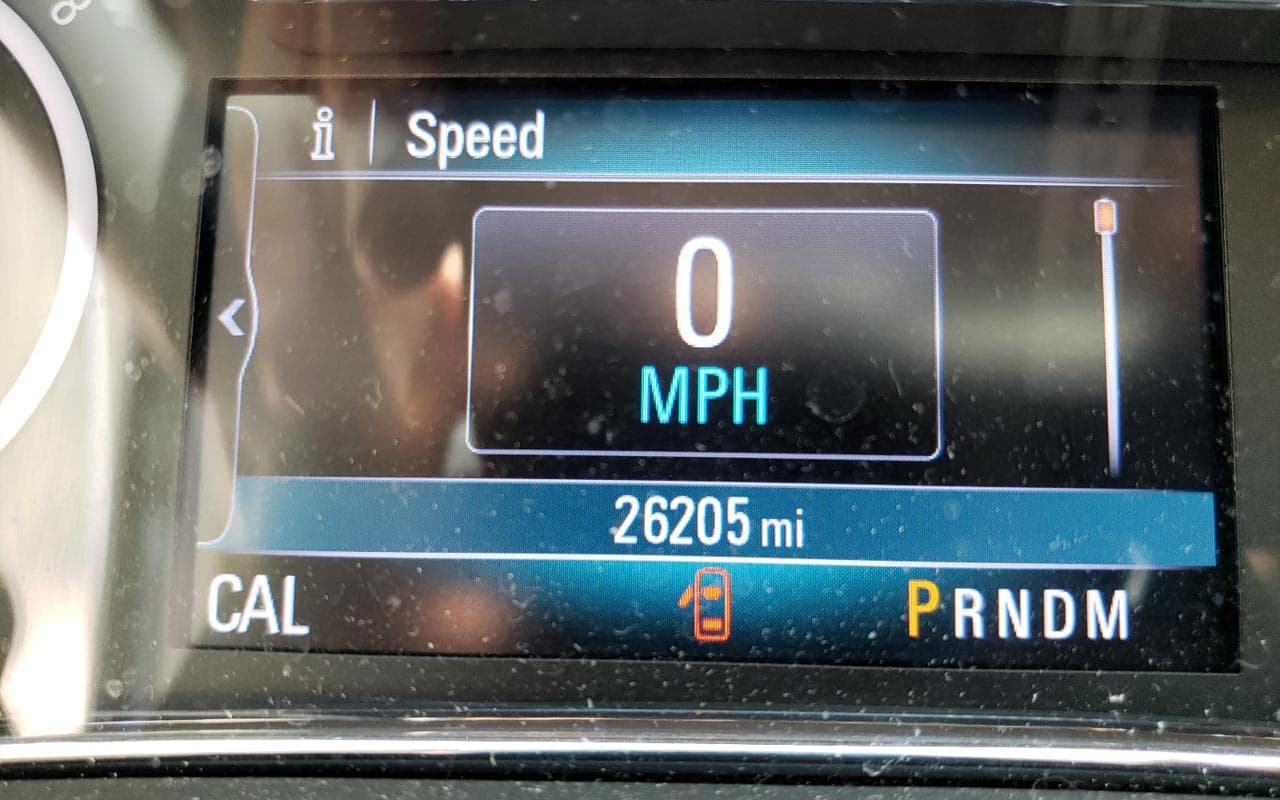 i | Speed
0
MPH
26205 mi
CAL PRNDM